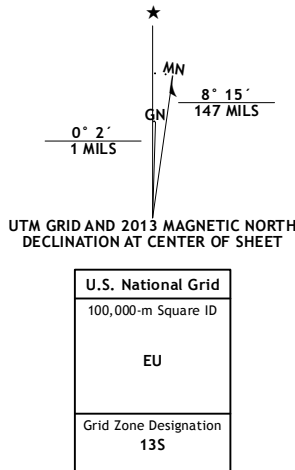 MN
8° 15´
147 MILS
GN
0° 2´
1 MILS
UTM GRID AND 2013 MAGNETIC NORTH
DECLINATION AT CENTER OF SHEET
U.S. National Grid
100,000-m Square ID
EU
Grid Zone Designation
13S